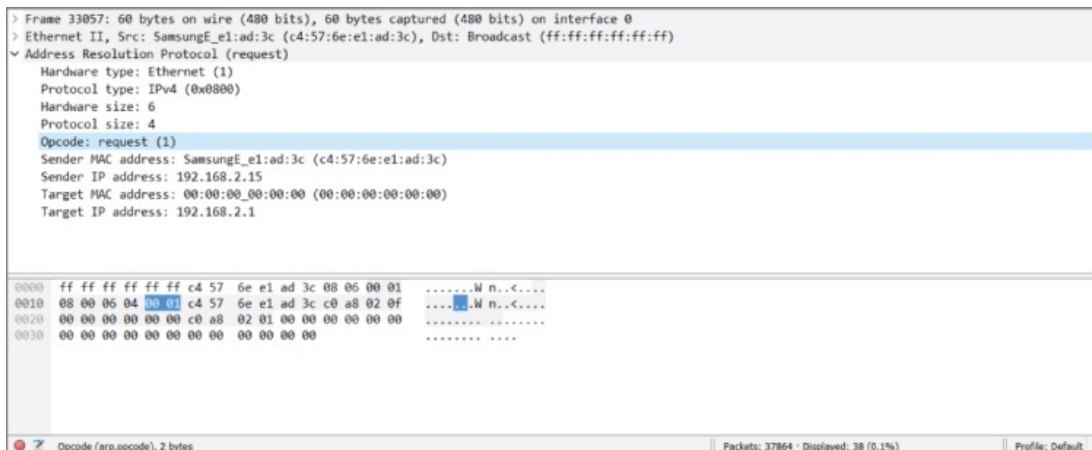 > Frame 33057: 60 bytes on wire (480 bits), 60 bytes captured (480 bits) on interface 0
> Ethernet II, Src: SamsungE_e1:ad:3c (c4:57:6e:e1:ad:3c), Dst: Broadcast (ff:ff:ff:ff:ff:ff)
Address Resolution Protocol (request)
Hardware type: Ethernet (1)
Protocol type: IPv4 (0x0800)
Hardware size: 6
Protocol size: 4
Opcode: request (1)
Sender MAC address: SamsungE_e1:ad:3c (c4:57:6e:e1:ad:3c)
Sender IP address: 192.168.2.15
Target MAC address: 00:00:00_00:00:00 (00:00:00:00:00:00)
Target IP address: 192.168.2.1
0000 ff ff ff ff ff ff c4 57 6e e1 ad 3c 08 06 00 01 .......W n..<....
0010 08 00 06 04 00 01 c4 57 6e e1 ad 3c c0 a8 02 0f .......W n..<....
0020 00 00 00 00 00 00 c0 a8 02 01 00 00 00 00 00 00 ........ ........
0030 00 00 00 00 00 00 00 00 00 00 00 00 ........ ....
Opcode (arp.opcode), 2 bytes Packets: 37864 · Displayed: 38 (0.1%) Profile: Default